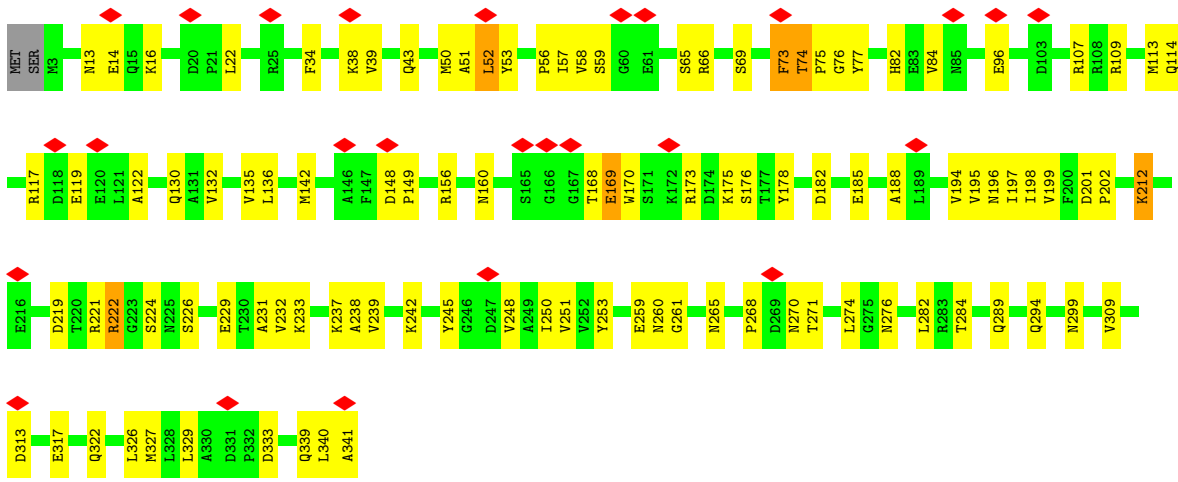 MET SER M3 N13 E14 Q15 K16 D20 P21 L22 R25 F34 K38 V39 Q43 M50 A51 L52 Y53 P56 I57 V58 S59 G60 E61 S65 R66 S69 F73 T74 P75 G76 Y77 H82 E83 V84 N85 E96 D103 R107 R108 R109 M113 Q114
R117 D118 E119 E120 L121 A122 Q130 A131 V132 V135 L136 M142 A146 F147 D148 P149 R156 N160 S165 G166 G167 T168 E169 W170 S171 K172 R173 D174 K175 S176 T177 Y178 D182 E185 A188 L189 V194 V195 N196 I197 I198 V199 F200 D201 P202 K212
E216 D219 T220 R221 R222 G223 S224 N225 S226 E229 T230 A231 V232 K233 K237 A238 V239 K242 Y245 G246 D247 V248 A249 I250 V251 V252 Y253 E259 N260 G261 N265 P268 D269 N270 T271 L274 G275 N276 L282 R283 T284 Q289 Q294 N299 V309
D313 E317 Q322 L326 M327 L328 L329 A330 D331 P332 D333 Q339 L340 A341